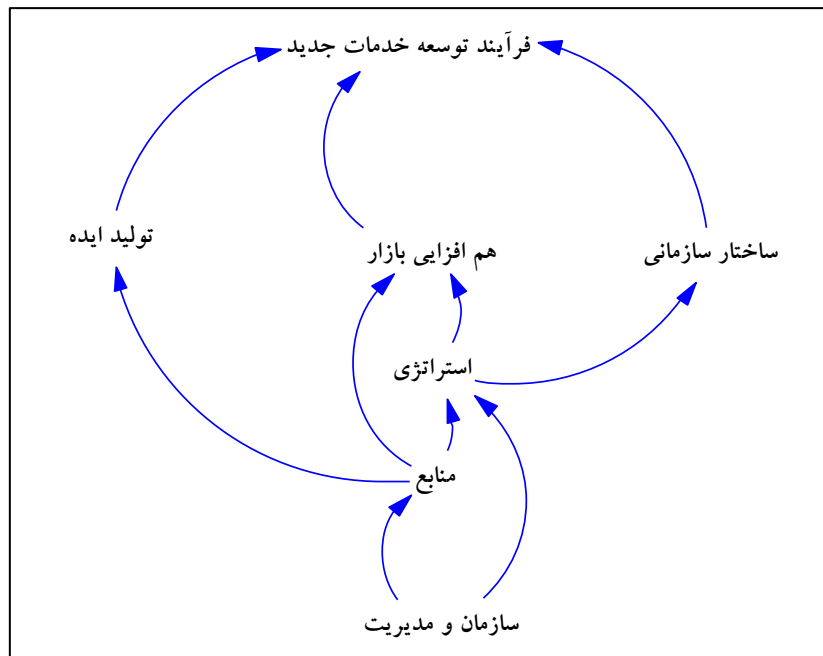 فرآیند توسعه خدمات جدید
تولید ایده
هم افزایی بازار
ساختار سازمانی
استراتژی
منابع
سازمان و مدیریت